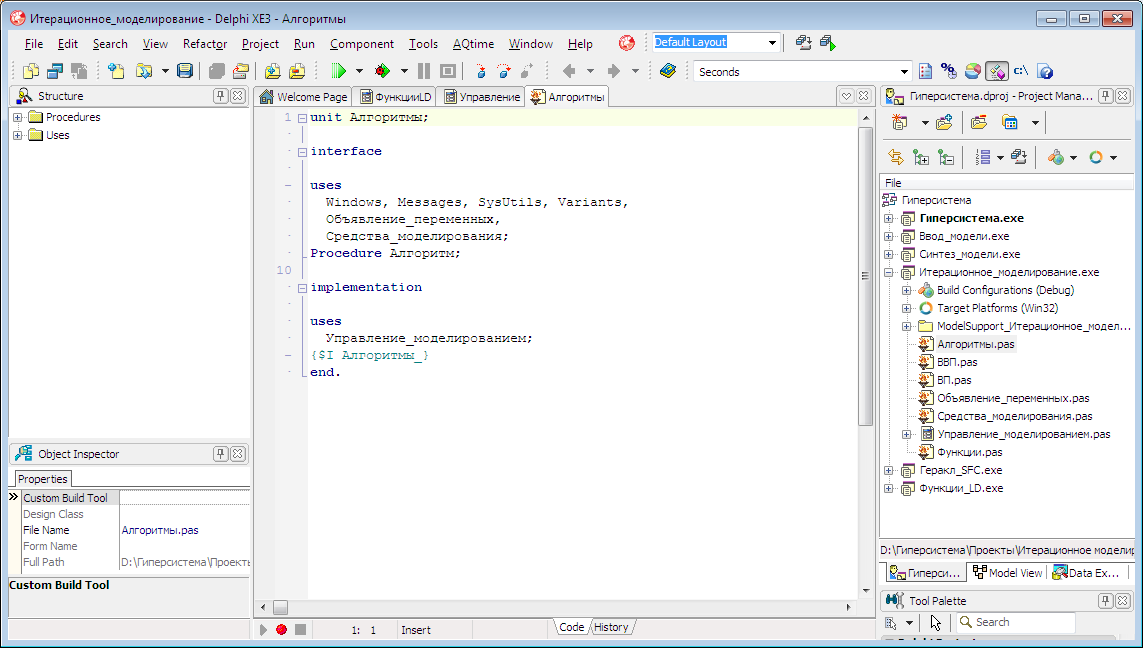 Итерационное_моделирование - Delphi XE3 - Алгоритмы
File Edit Search View Refactor Project Run Component Tools AQtime Window Help
Default Layout
Seconds
Structure
Procedures
Uses
Welcome Page ФункцииLD Управление Алгоритмы
1 unit Алгоритмы;
interface
uses
Windows, Messages, SysUtils, Variants,
Объявление_переменных,
Средства_моделирования;
Procedure Алгоритм;
10
implementation
uses
Управление_моделированием;
{$I Алгоритмы_}
end.
1: 1 Insert
Code History
Object Inspector
Properties
Custom Build Tool
Design Class
File Name Алгоритмы.pas
Form Name
Full Path D:\Гиперсистема\Проекты
Custom Build Tool
Гиперсистема.dproj - Project Mana...
File
Гиперсистема
Гиперсистема.exe
Ввод_модели.exe
Синтез_модели.exe
Итерационное_моделирование.exe
Build Configurations (Debug)
Target Platforms (Win32)
ModelSupport_Итерационное_модел...
Алгоритмы.pas
ВВП.pas
ВП.pas
Объявление_переменных.pas
Средства_моделирования.pas
Управление_моделированием.pas
Функции.pas
Геракл_SFC.exe
Функции_LD.exe
D:\Гиперсистема\Проекты\Итерационное моделир
Гиперси... Model View Data Ex...
Tool Palette
Search